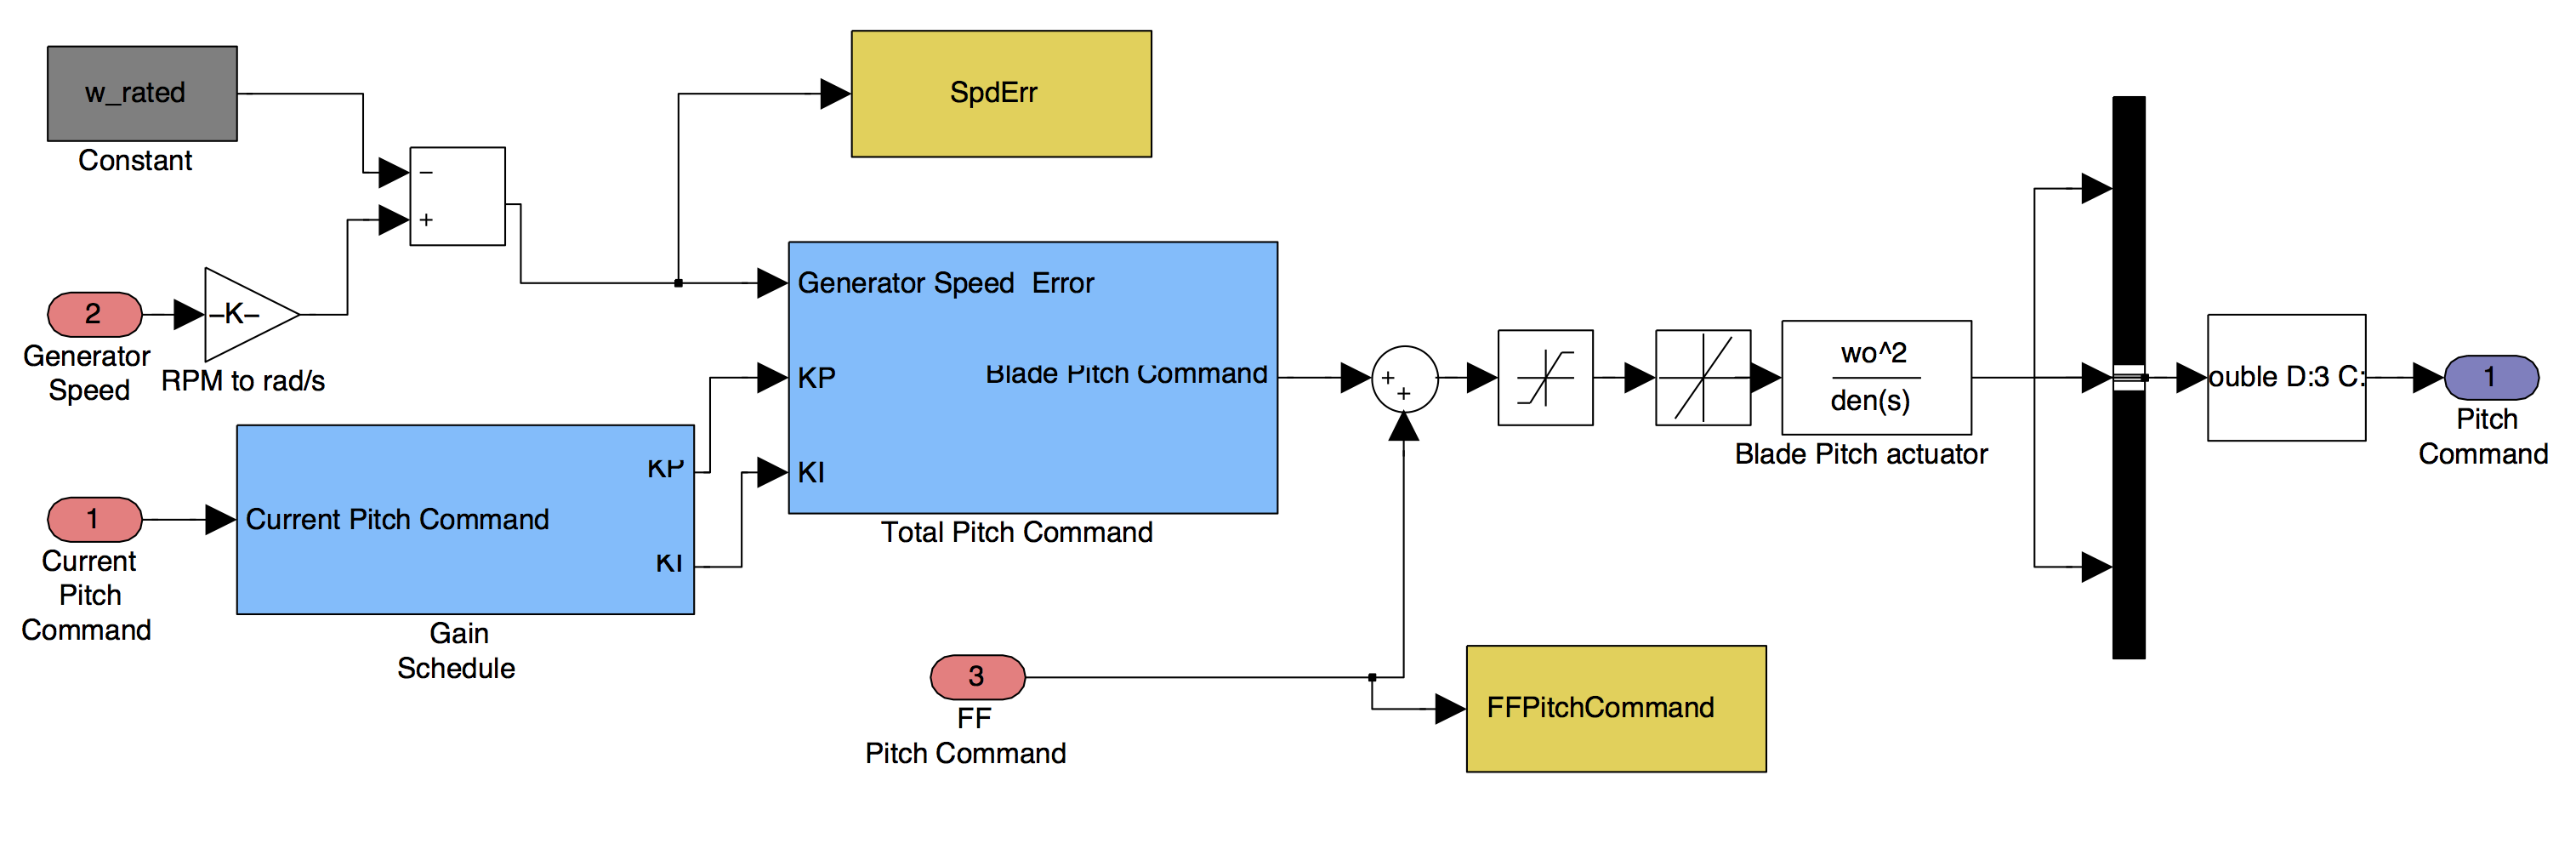 w_rated
Constant
SpdErr
−
+
2
Generator
Speed
−K−
RPM to rad/s
Generator Speed  Error
KP
KI
Blade Pitch Command
Total Pitch Command
1
Current
Pitch
Command
Current Pitch Command
KP
KI
Gain
Schedule
+
+
3
FF
Pitch Command
FFPitchCommand
wo^2
den(s)
Blade Pitch actuator
ouble D:3 C:
1
Pitch
Command